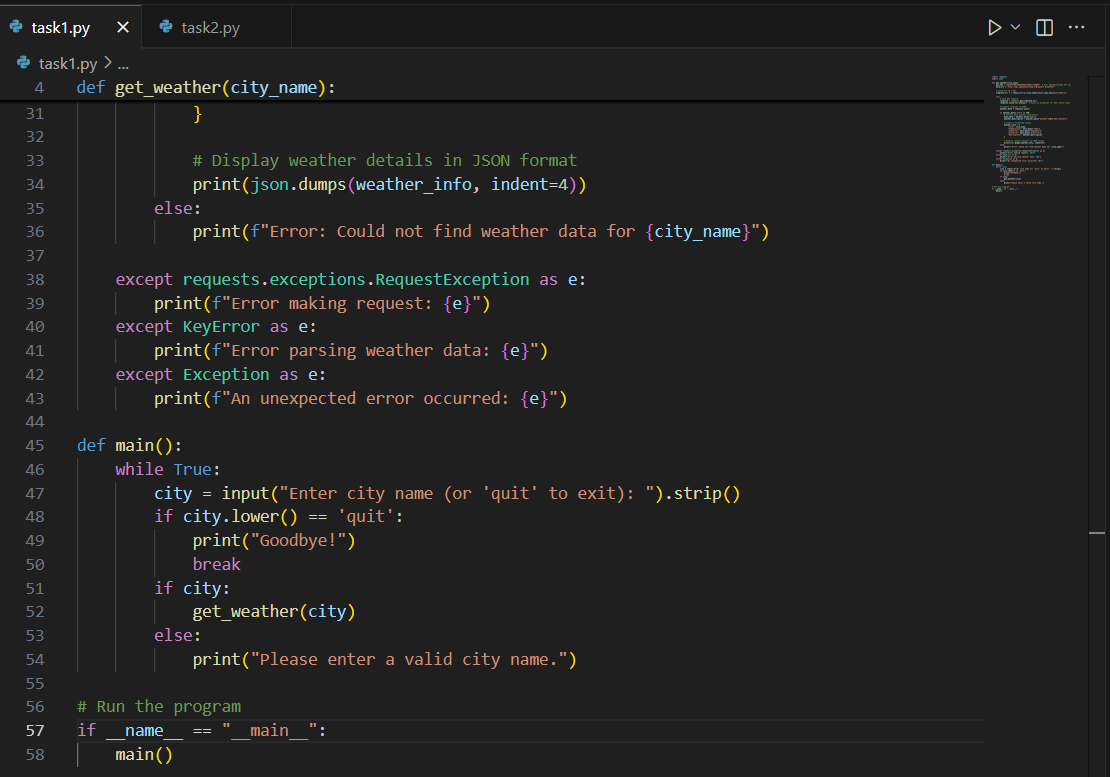 task1.py
task2.py
task1.py > ...
4 def get_weather(city_name):
31             }
32
33             # Display weather details in JSON format
34             print(json.dumps(weather_info, indent=4))
35         else:
36             print(f"Error: Could not find weather data for {city_name}")
37
38     except requests.exceptions.RequestException as e:
39         print(f"Error making request: {e}")
40     except KeyError as e:
41         print(f"Error parsing weather data: {e}")
42     except Exception as e:
43         print(f"An unexpected error occurred: {e}")
44
45 def main():
46     while True:
47         city = input("Enter city name (or 'quit' to exit): ").strip()
48         if city.lower() == 'quit':
49             print("Goodbye!")
50             break
51         if city:
52             get_weather(city)
53         else:
54             print("Please enter a valid city name.")
55
56 # Run the program
57 if __name__ == "__main__":
58     main()